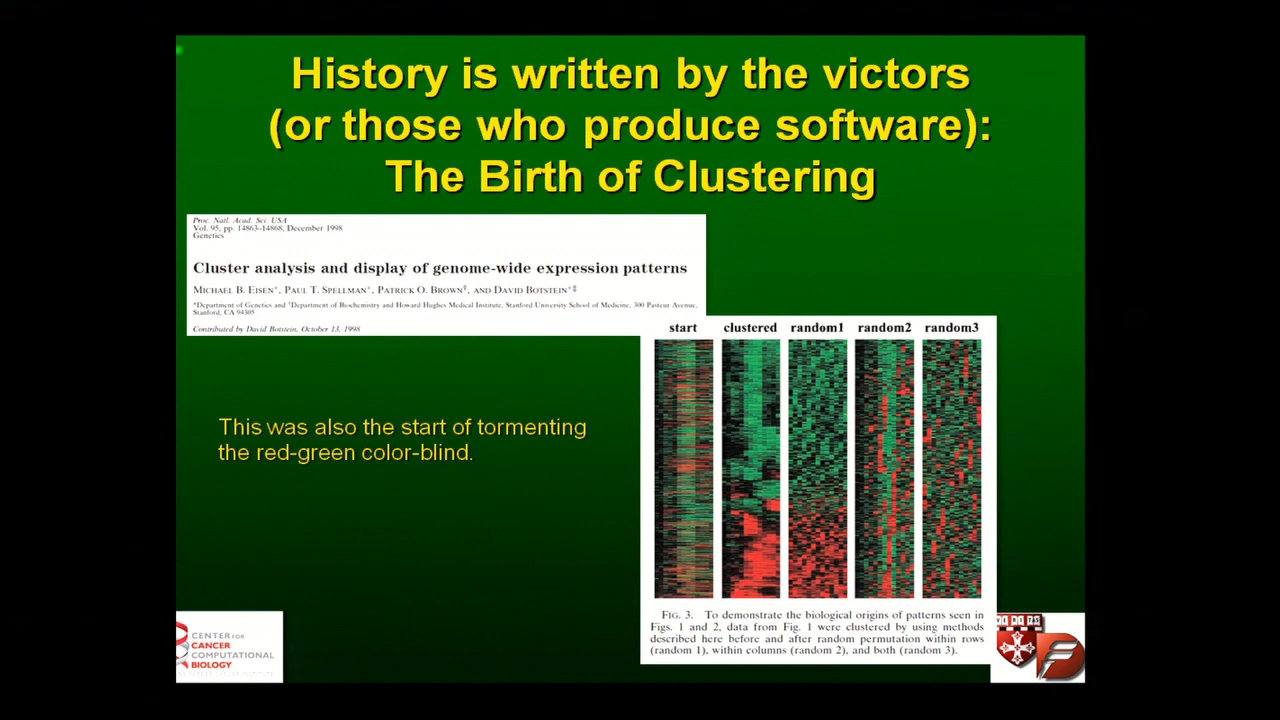 History is written by the victors
(or those who produce software):
The Birth of Clustering
Proc. Natl. Acad. Sci. USA
Vol. 95, pp. 14863–14868, December 1998
Genetics
Cluster analysis and display of genome-wide expression patterns
MICHAEL B. EISEN*, PAUL T. SPELLMAN*, PATRICK O. BROWN†, AND DAVID BOTSTEIN*‡
*Department of Genetics and †Department of Biochemistry and Howard Hughes Medical Institute, Stanford University School of Medicine, 300 Pasteur Avenue,
Stanford, CA 94305
Contributed by David Botstein, October 13, 1998
start clustered random1 random2 random3
This was also the start of tormenting
the red-green color-blind.
FIG. 3. To demonstrate the biological origins of patterns seen in
Figs. 1 and 2, data from Fig. 1 were clustered by using methods
described here before and after random permutation within rows
(random 1), within columns (random 2), and both (random 3).
CENTER FOR
CANCER
COMPUTATIONAL
BIOLOGY